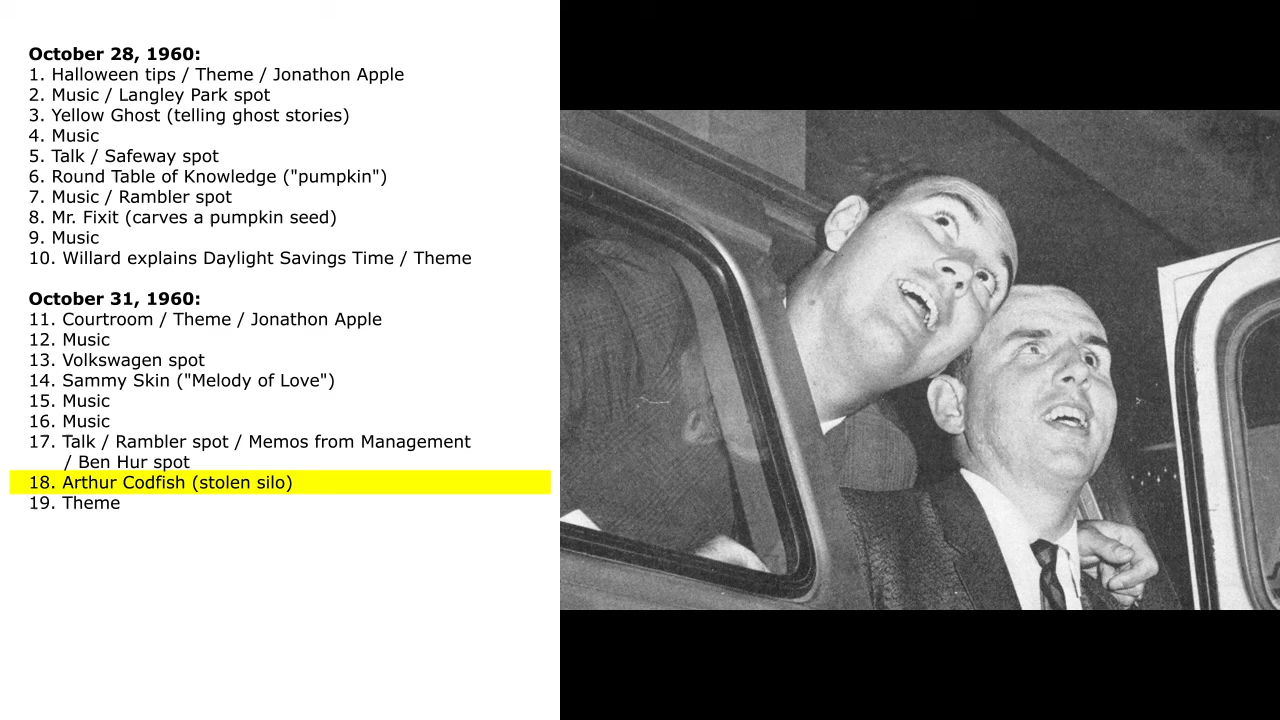 October 28, 1960:
1. Halloween tips / Theme / Jonathon Apple
2. Music / Langley Park spot
3. Yellow Ghost (telling ghost stories)
4. Music
5. Talk / Safeway spot
6. Round Table of Knowledge ("pumpkin")
7. Music / Rambler spot
8. Mr. Fixit (carves a pumpkin seed)
9. Music
10. Willard explains Daylight Savings Time / Theme
October 31, 1960:
11. Courtroom / Theme / Jonathon Apple
12. Music
13. Volkswagen spot
14. Sammy Skin ("Melody of Love")
15. Music
16. Music
17. Talk / Rambler spot / Memos from Management
/ Ben Hur spot
18. Arthur Codfish (stolen silo)
19. Theme